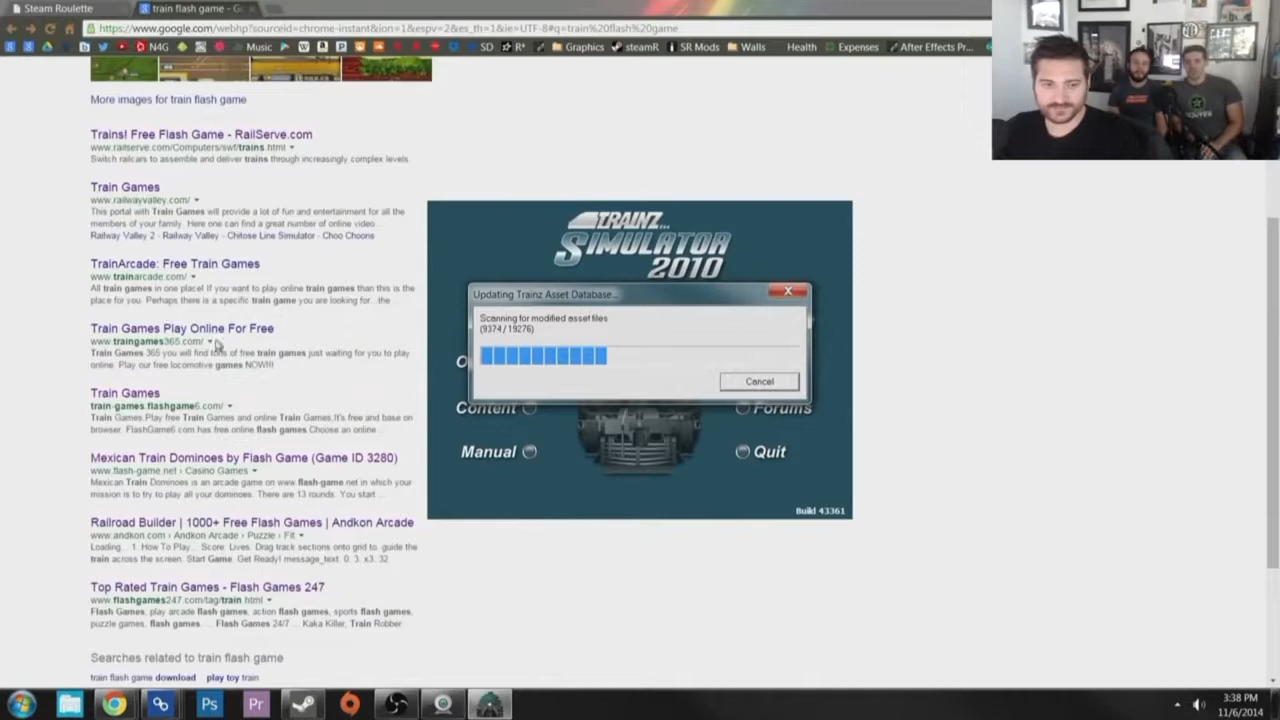 Steam Roulette
train flash game - G
https://www.google.com/webhp?sourceid=chrome-instant&ion=1&espv=2&es_th=1&ie=UTF-8#q=train%20flash%20game
N4G
Music
SD
R*
Graphics
steamR
SR Mods
Walls
Health
Expenses
After Effects Pr...
More images for train flash game
Trains! Free Flash Game - RailServe.com
www.railserve.com/Computers/swf/trains.html
Switch railcars to assemble and deliver trains through increasingly complex levels.
Train Games
www.railwayvalley.com/
This portal with Train Games will provide a lot of fun and entertainment for all the
members of your family. Here one can find a great number of online video ...
Railway Valley 2 - Railway Valley - Chitose Line Simulator - Choo Choons
TrainArcade: Free Train Games
www.trainarcade.com/
All train games in one place! If you want to play online train games than this is the
place for you. Perhaps there is a specific train game you are looking for...the ...
Train Games Play Online For Free
www.traingames365.com/
Train Games 365 you will find tons of free train games just waiting for you to play
online. Play our free locomotive games NOW!!!
Train Games
train-games.flashgame6.com/
Train Games.Play free Train Games and online Train Games.It's free and base on
browser. FlashGame6.com has free online flash games.Choose an online ...
Mexican Train Dominoes by Flash Game (Game ID 3280)
www.flash-game.net › Casino Games
Mexican Train Dominoes is an arcade game on www.flash-game.net in which your
mission is to try to play all your dominoes. There are 13 rounds. You start ...
Railroad Builder | 1000+ Free Flash Games | Andkon Arcade
www.andkon.com › Andkon Arcade › Puzzle › Fit
Loading... 1. How To Play... Score. Lives. Drag track sections onto grid to. guide the
train across the screen. Start Game. Get Ready! message_text. 0. 3. x3. 32
Top Rated Train Games - Flash Games 247
www.flashgames247.com/tag/train.html
Flash Games, play arcade flash games, action flash games, sports flash games,
puzzle games, flash games. ... Flash Games 24/7 ... Kaka Killer, Train Robber
Searches related to train flash game
train flash game download
play toy train
TRAINZ
SIMULATOR
2010
Updating Trainz Asset Database...
Scanning for modified asset files
(9374 / 19276)
Cancel
O
Content
Forums
Manual
Quit
Build 43361
Ps
Pr
3:38 PM
11/6/2014